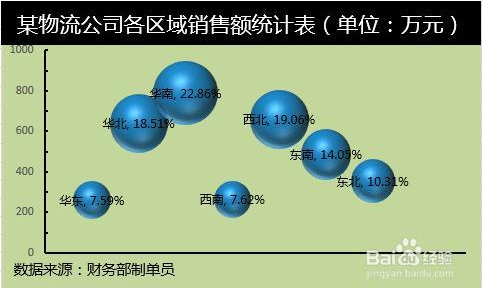 某物流公司各区域销售额统计表（单位：万元）
1000
800
600
400
200
0
华东, 7.59%
华北, 18.51%
华南, 22.86%
西南, 7.62%
西北, 19.06%
东南, 14.05%
东北, 10.31%
数据来源：财务部制单员
Bai 经验
jingyan.baidu.com